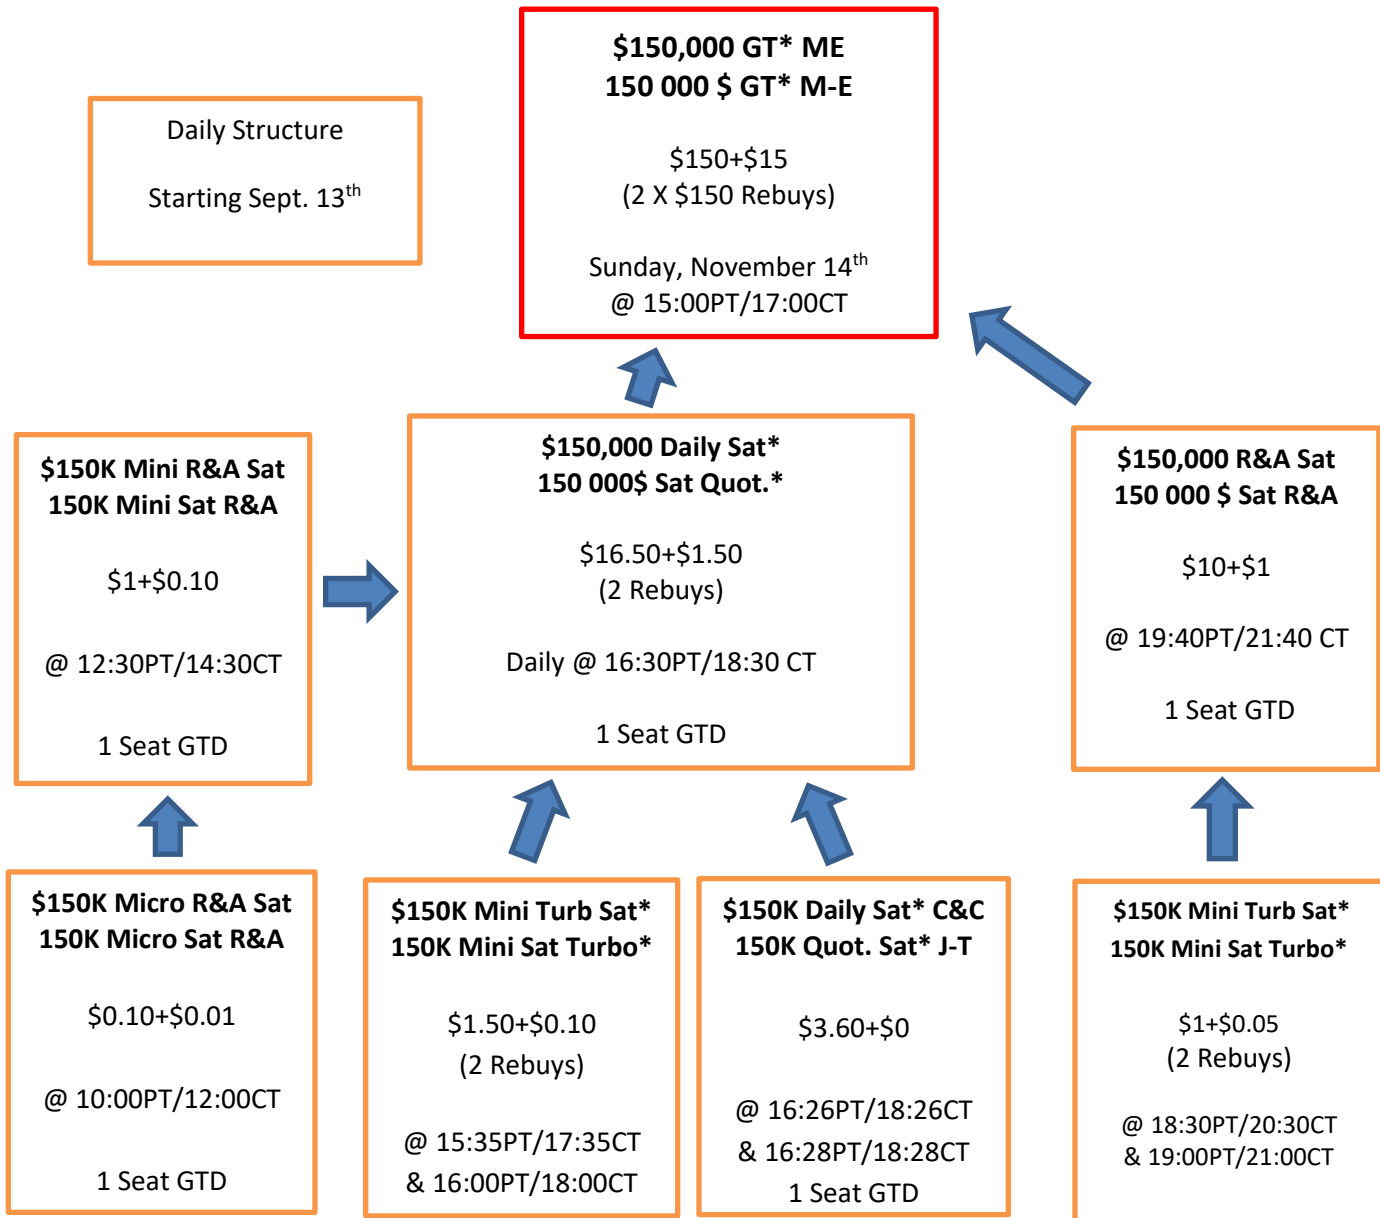 $150,000 GT* ME
150 000 $ GT* M-E
$150+$15
(2 X $150 Rebuys)
Sunday, November 14th
@ 15:00PT/17:00CT
Daily Structure
Starting Sept. 13th
$150K Mini R&A Sat
150K Mini Sat R&A
$1+$0.10
@ 12:30PT/14:30CT
1 Seat GTD
$150,000 Daily Sat*
150 000$ Sat Quot.*
$16.50+$1.50
(2 Rebuys)
Daily @ 16:30PT/18:30 CT
1 Seat GTD
$150,000 R&A Sat
150 000 $ Sat R&A
$10+$1
@ 19:40PT/21:40 CT
1 Seat GTD
$150K Micro R&A Sat
150K Micro Sat R&A
$0.10+$0.01
@ 10:00PT/12:00CT
1 Seat GTD
$150K Mini Turb Sat*
150K Mini Sat Turbo*
$1.50+$0.10
(2 Rebuys)
@ 15:35PT/17:35CT
& 16:00PT/18:00CT
$150K Daily Sat* C&C
150K Quot. Sat* J-T
$3.60+$0
@ 16:26PT/18:26CT
& 16:28PT/18:28CT
1 Seat GTD
$150K Mini Turb Sat*
150K Mini Sat Turbo*
$1+$0.05
(2 Rebuys)
@ 18:30PT/20:30CT
& 19:00PT/21:00CT